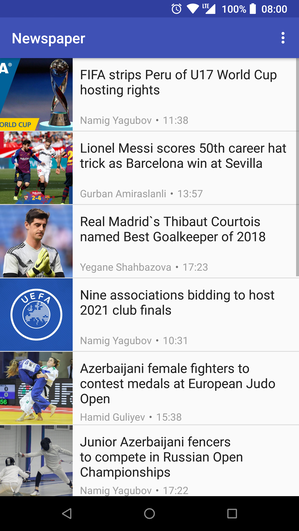 LTE 100% 08:00
Newspaper
A
ORLD CUP
FIFA strips Peru of U17 World Cup
hosting rights
Namig Yagubov • 11:38
2-4
Lionel Messi scores 50th career hat
trick as Barcelona win at Sevilla
Gurban Amiraslanli • 13:57
Real Madrid`s Thibaut Courtois
named Best Goalkeeper of 2018
Yegane Shahbazova • 17:23
UEFA
Nine associations bidding to host
2021 club finals
Namig Yagubov • 10:31
Azerbaijani female fighters to
contest medals at European Judo
Open
Hamid Guliyev • 15:38
Junior Azerbaijani fencers
to compete in Russian Open
Championships
Namig Yagubov • 17:22